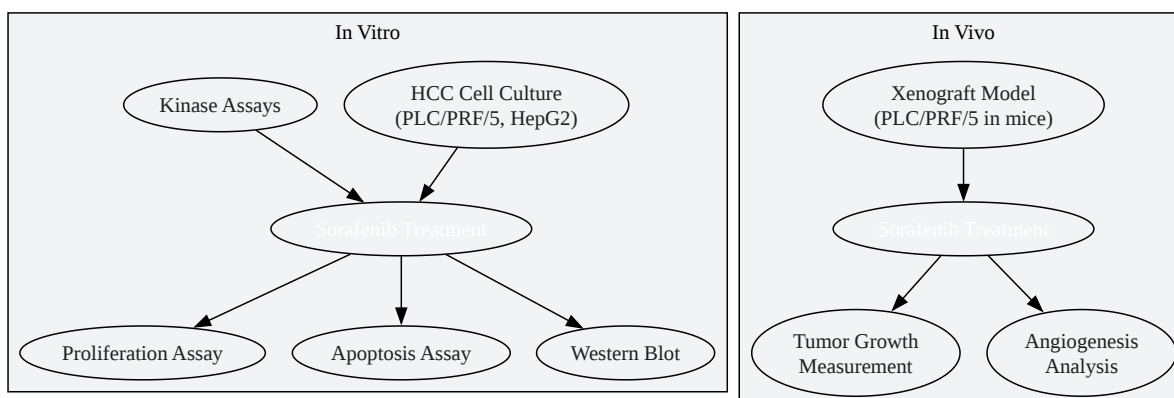 In Vitro
Kinase Assays
HCC Cell Culture
(PLC/PRF/5, HepG2)
Sorafenib Treatment
Proliferation Assay
Apoptosis Assay
Western Blot
In Vivo
Xenograft Model
(PLC/PRF/5 in mice)
Sorafenib Treatment
Tumor Growth
Measurement
Angiogenesis
Analysis